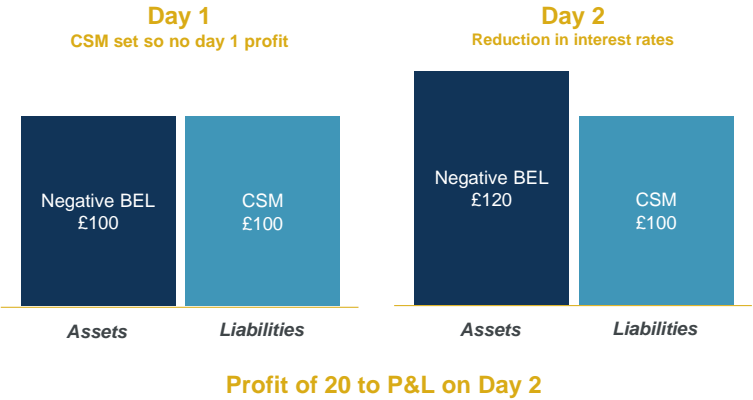 Day 1
CSM set so no day 1 profit
Negative BEL
£100
CSM
£100
Assets
Liabilities
Day 2
Reduction in interest rates
Negative BEL
£120
CSM
£100
Assets
Liabilities
Profit of 20 to P&L on Day 2